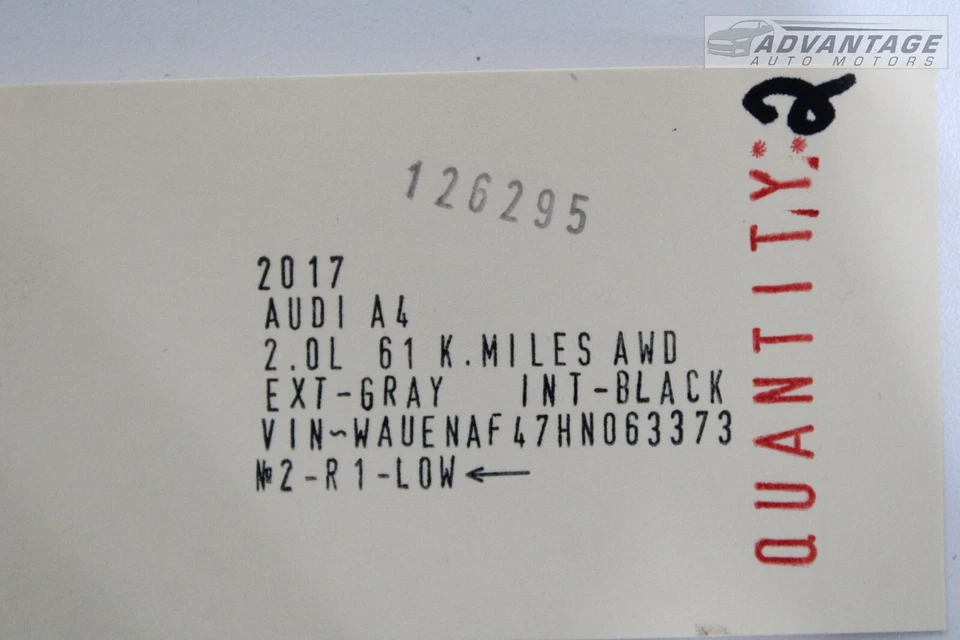 ADVANTAGE
AUTO MOTORS
QUANTITY: 2
126295
2017
AUDI A4
2.0L 61 K.MILES AWD
EXT-GRAY INT-BLACK
VIN~WAUENAF47HN063373
№2-R1-LOW←